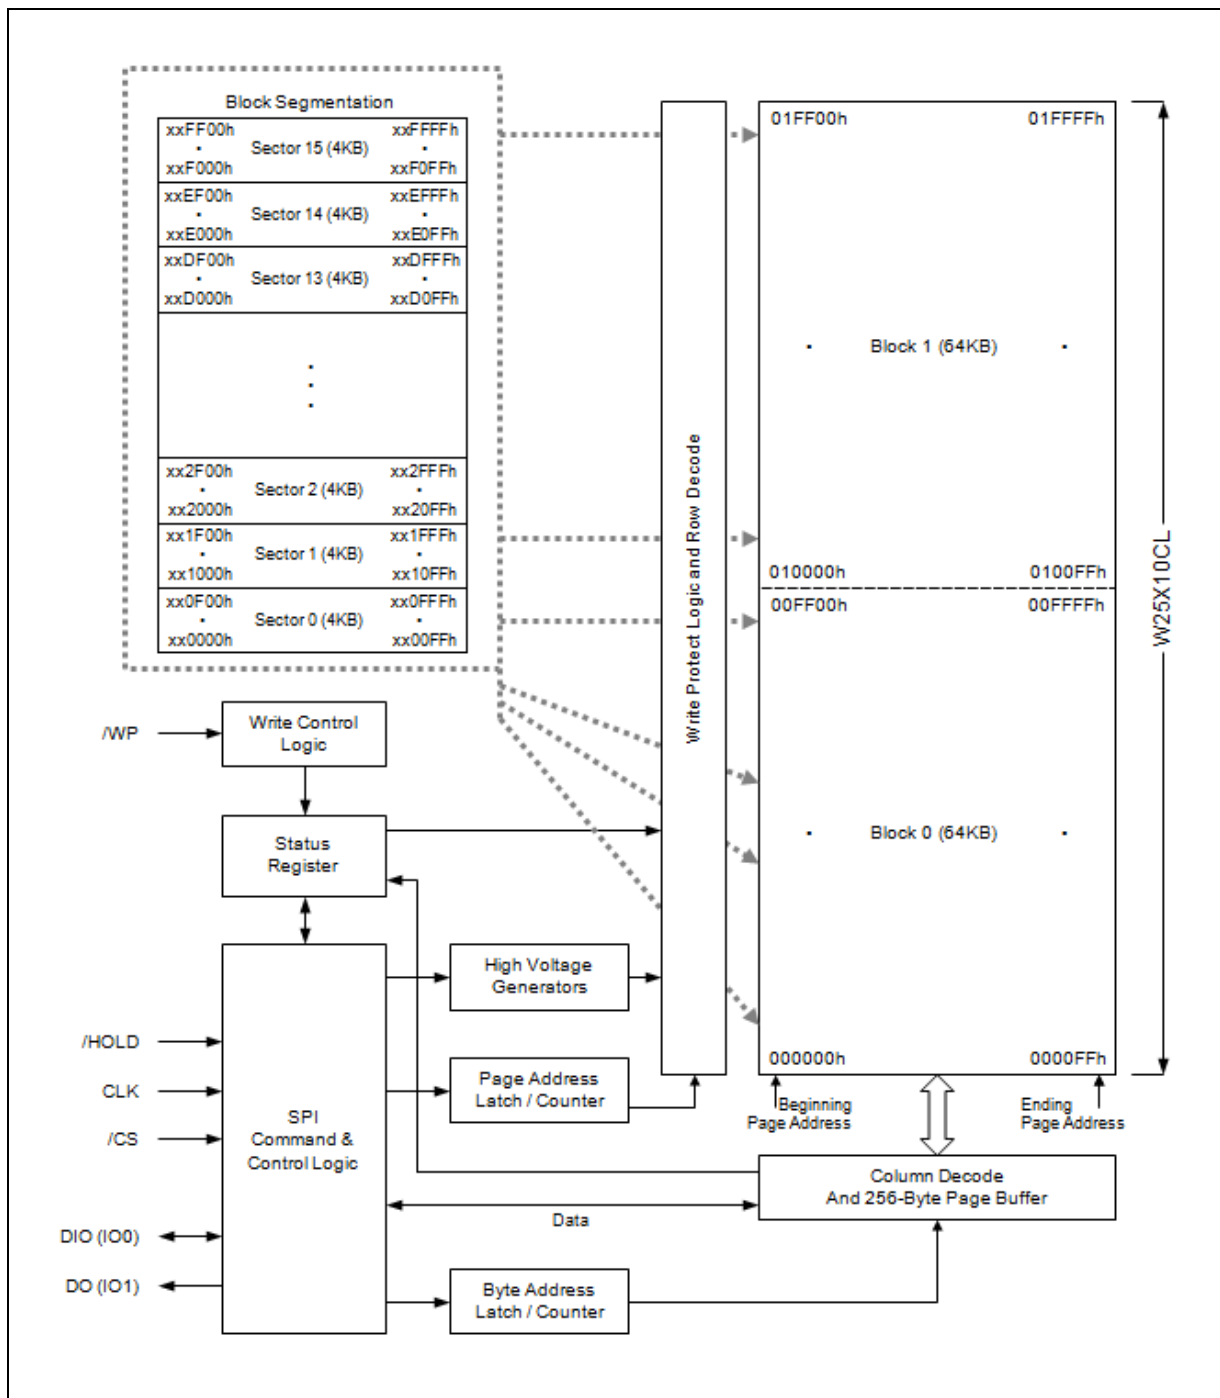 Block Segmentation
xxFF00h xxFFFFh
Sector 15 (4KB)
xxF000h xxF0FFh
xxEF00h xxEFFFh
Sector 14 (4KB)
xxE000h xxE0FFh
xxDF00h xxDFFFh
Sector 13 (4KB)
xxD000h xxD0FFh
xx2F00h xx2FFFh
Sector 2 (4KB)
xx2000h xx20FFh
xx1F00h xx1FFFh
Sector 1 (4KB)
xx1000h xx10FFh
xx0F00h xx0FFFh
Sector 0 (4KB)
xx0000h xx00FFh
Write Protect Logic and Row Decode
01FF00h 01FFFFh
Block 1 (64KB)
010000h 0100FFh
00FF00h 00FFFFh
Block 0 (64KB)
000000h 0000FFh
W25X10CL
Beginning
Page Address
Ending
Page Address
/WP
Write Control
Logic
Status
Register
High Voltage
Generators
/HOLD
CLK
/CS
Page Address
Latch / Counter
SPI
Command &
Control Logic
Column Decode
And 256-Byte Page Buffer
Data
DIO (IO0)
DO (IO1)
Byte Address
Latch / Counter